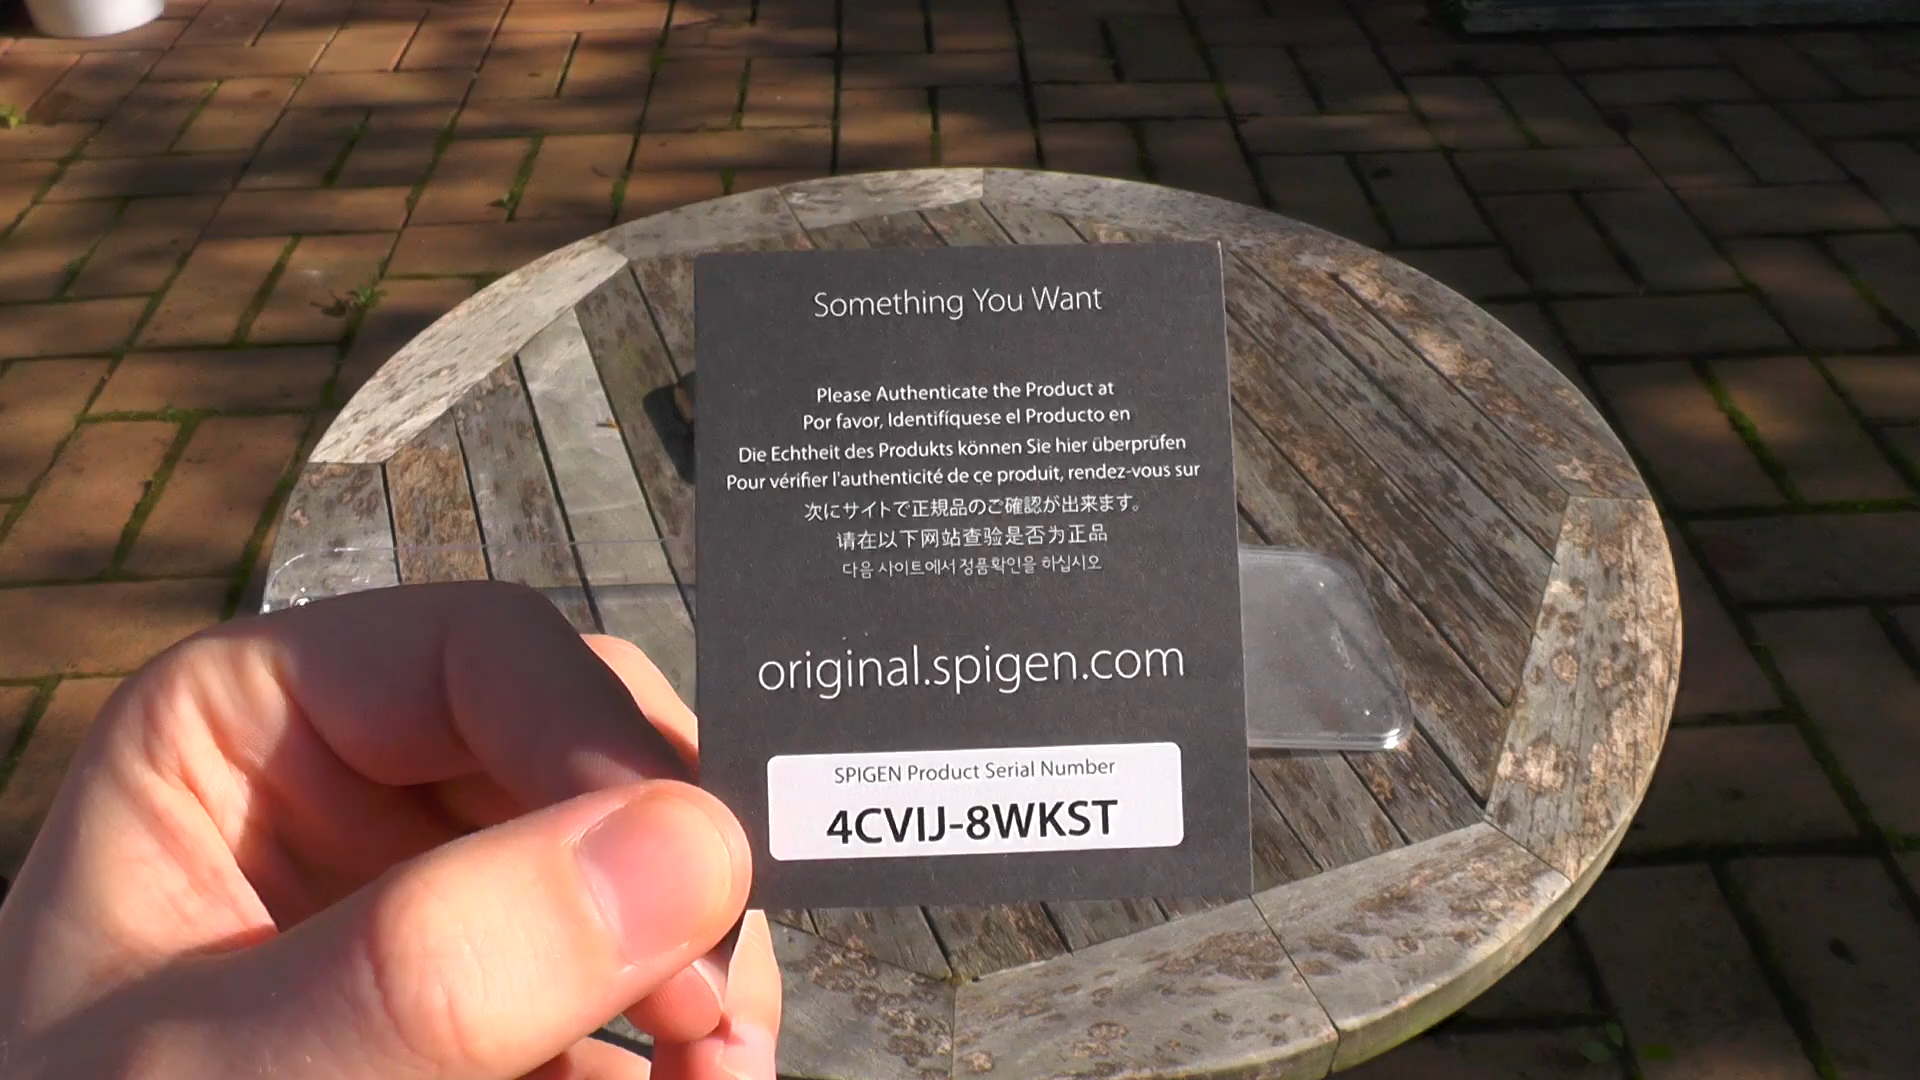 Something You Want
Please Authenticate the Product at
Por favor, Identifíquese el Producto en
Die Echtheit des Produkts können Sie hier überprüfen
Pour vérifier l'authenticité de ce produit, rendez-vous sur
次にサイトで正規品のご確認が出来ます。
请在以下网站查验是否为正品
다음 사이트에서 정품확인을 하십시오
original.spigen.com
SPIGEN Product Serial Number
4CVIJ-8WKST